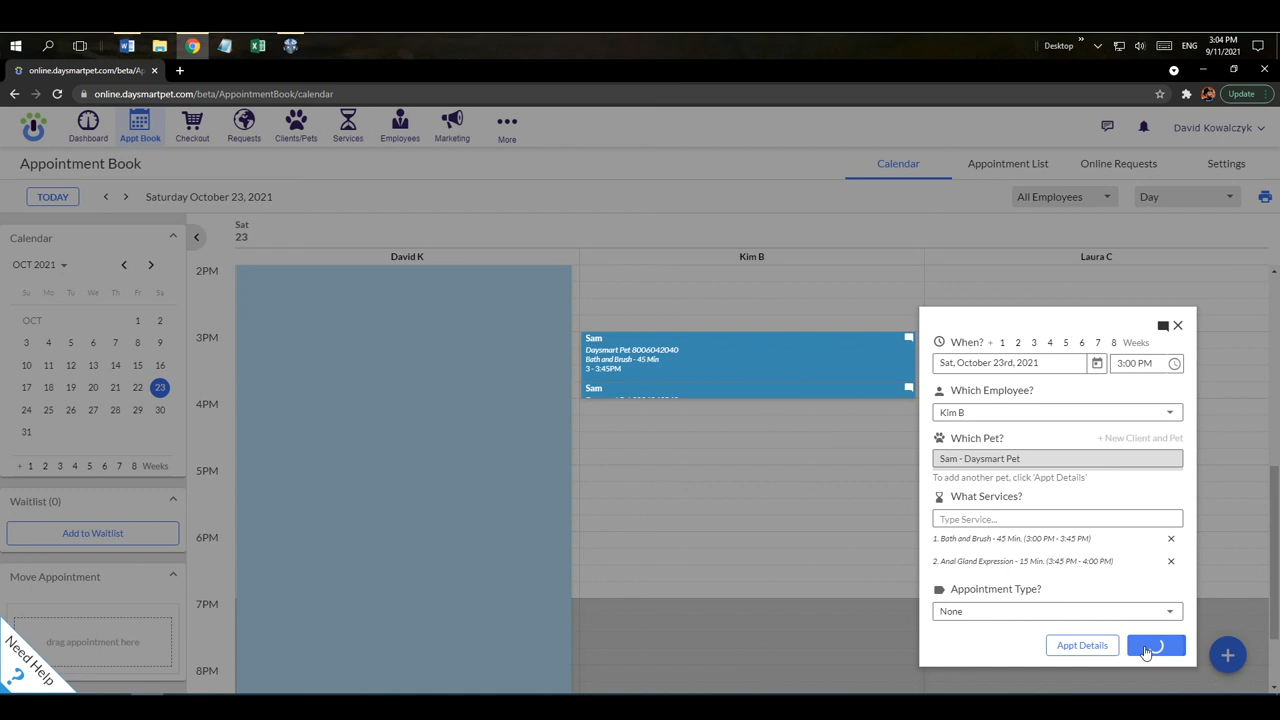 3:04 PM
Desktop » ENG
9/11/2021
online.daysmartpet.com/beta/Ap
online.daysmartpet.com/beta/AppointmentBook/calendar
Update
Dashboard Appt Book Checkout Requests Clients/Pets Services Employees Marketing More
David Kowalczyk
Appointment Book
Calendar Appointment List Online Requests Settings
TODAY < > Saturday October 23, 2021 All Employees Day
Calendar
Sat
23
OCT 2021
David K Kim B Laura C
Su Mo Tu We Th Fr Sa
OCT 1 2
3 4 5 6 7 8 9
10 11 12 13 14 15 16
17 18 19 20 21 22 23
24 25 26 27 28 29 30
31
+ 1 2 3 4 5 6 7 8 Weeks
Waitlist (0)
Add to Waitlist
Move Appointment
drag appointment here
Need Help
?
2PM
3PM
4PM
5PM
6PM
7PM
8PM
Sam
Daysmart Pet 8006042040
Bath and Brush - 45 Min
3 - 3:45PM
Sam
When? + 1 2 3 4 5 6 7 8 Weeks
Sat, October 23rd, 2021 3:00 PM
Which Employee?
Kim B
Which Pet? + New Client and Pet
Sam - Daysmart Pet
To add another pet, click 'Appt Details'
What Services?
Type Service...
1. Bath and Brush - 45 Min. (3:00 PM - 3:45 PM)
2. Anal Gland Expression - 15 Min. (3:45 PM - 4:00 PM)
Appointment Type?
None
Appt Details
+